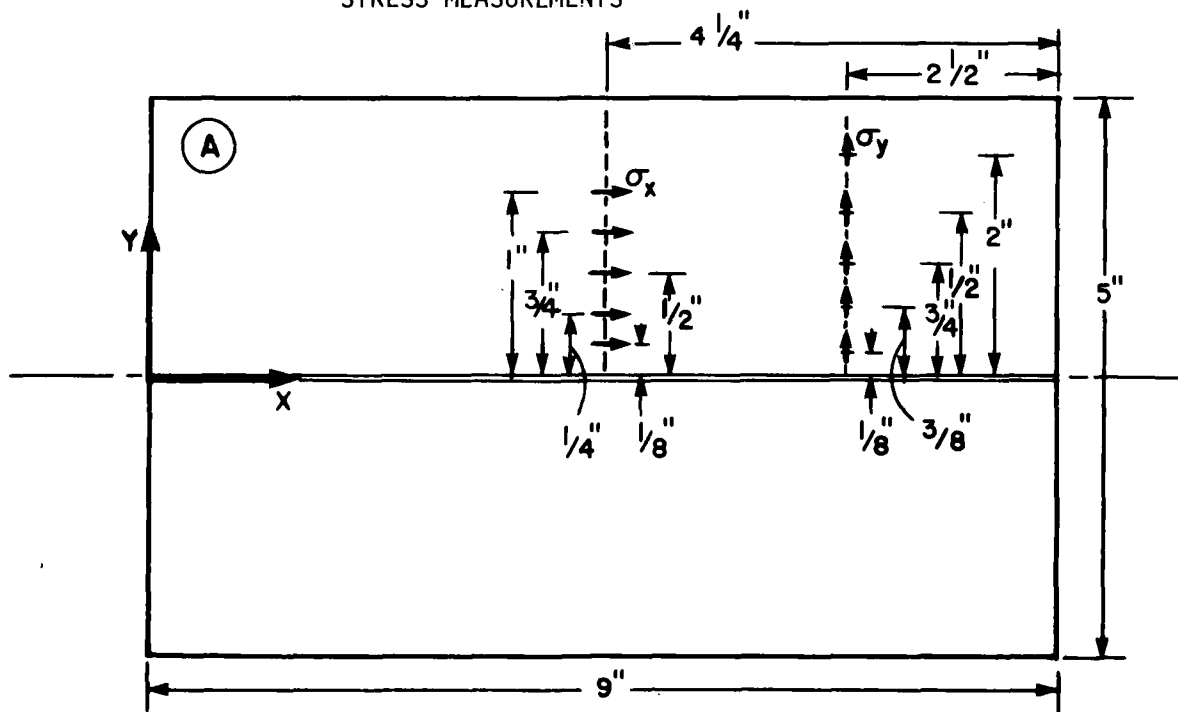 STRESS MEASUREMENTS
4 1/4"
2 1/2"
A
σy
σx
Y
1"
3/4"
1/2"
2"
1/2"
3/4"
5"
X
1/4"
1/8"
1/8"
3/8"
9"